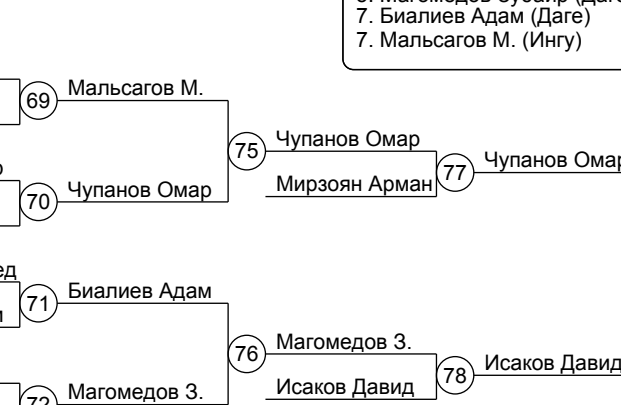 7. Биалиев Адам (Даге)
7. Мальсагов М. (Ингу)
69 Мальсагов М.
75 Чупанов Омар
77 Чупанов Омар
Мирзоян Арман
70 Чупанов Омар
71 Биалиев Адам
76 Магомедов З.
78 Исаков Давид
Исаков Давид
72 Магомедов З.